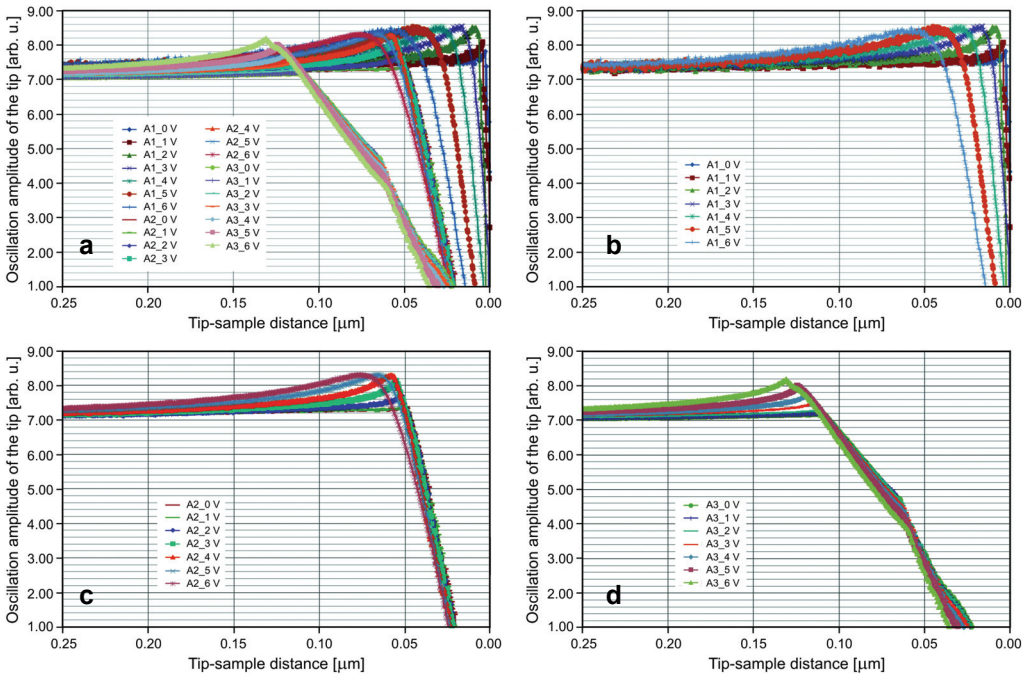 Oscillation amplitude of the tip [arb. u.]
9.00
8.00
7.00
6.00
5.00
4.00
3.00
2.00
1.00
A1_0 V
A1_1 V
A1_2 V
A1_3 V
A1_4 V
A1_5 V
A1_6 V
A2_0 V
A2_1 V
A2_2 V
A2_3 V
A2_4 V
A2_5 V
A2_6 V
A3_0 V
A3_1 V
A3_2 V
A3_3 V
A3_4 V
A3_5 V
A3_6 V
a
0.25 0.20 0.15 0.10 0.05 0.00
Tip-sample distance [μm]
Oscillation amplitude of the tip [arb. u.]
9.00
8.00
7.00
6.00
5.00
4.00
3.00
2.00
1.00
A1_0 V
A1_1 V
A1_2 V
A1_3 V
A1_4 V
A1_5 V
A1_6 V
b
0.25 0.20 0.15 0.10 0.05 0.00
Tip-sample distance [μm]
Oscillation amplitude of the tip [arb. u.]
9.00
8.00
7.00
6.00
5.00
4.00
3.00
2.00
1.00
A2_0 V
A2_1 V
A2_2 V
A2_3 V
A2_4 V
A2_5 V
A2_6 V
c
0.25 0.20 0.15 0.10 0.05 0.00
Tip-sample distance [μm]
Oscillation amplitude of the tip [arb. u.]
9.00
8.00
7.00
6.00
5.00
4.00
3.00
2.00
1.00
A3_0 V
A3_1 V
A3_2 V
A3_3 V
A3_4 V
A3_5 V
A3_6 V
d
0.25 0.20 0.15 0.10 0.05 0.00
Tip-sample distance [μm]